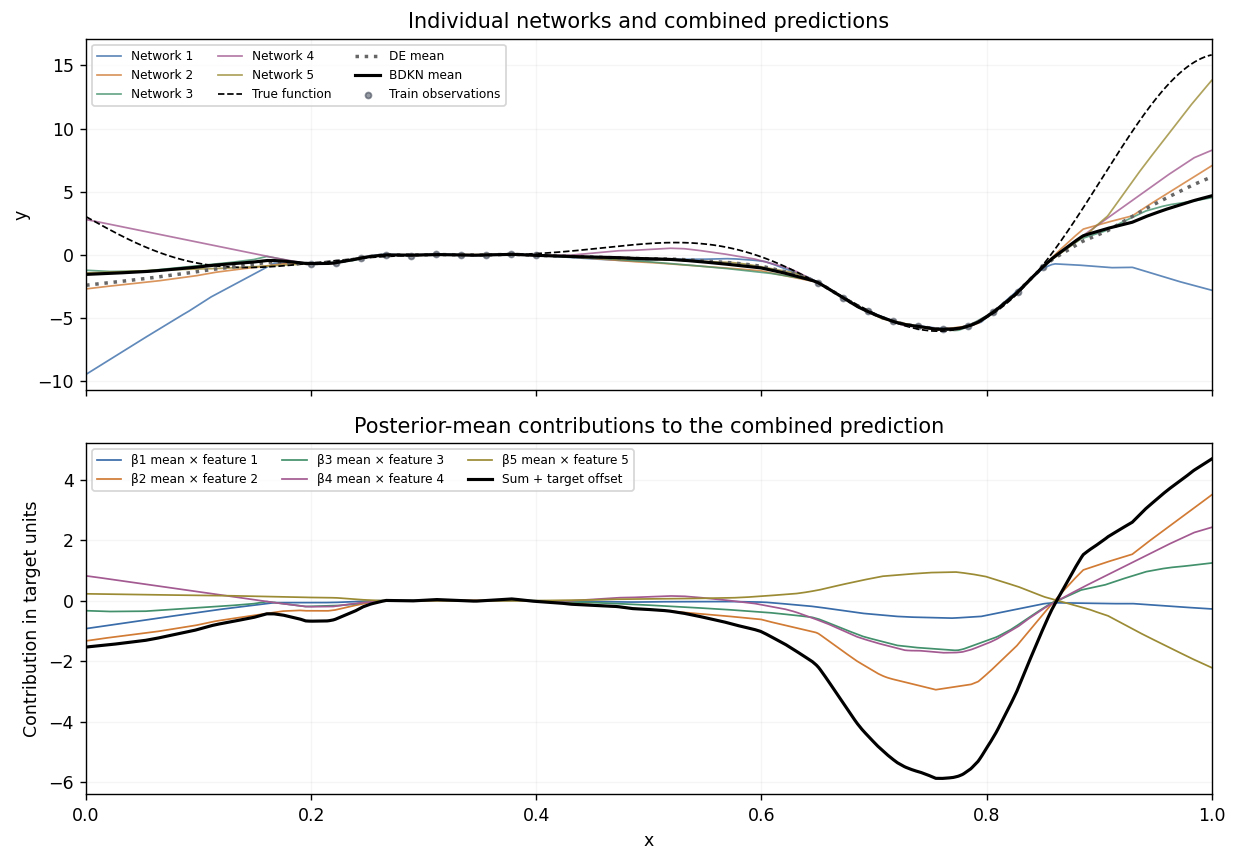 Individual networks and combined predictions
Network 1
Network 2
Network 3
Network 4
Network 5
True function
DE mean
BDKN mean
Train observations
15
10
5
0
−5
−10
y
Posterior-mean contributions to the combined prediction
β1 mean × feature 1
β2 mean × feature 2
β3 mean × feature 3
β4 mean × feature 4
β5 mean × feature 5
Sum + target offset
4
2
0
−2
−4
−6
Contribution in target units
0.0
0.2
0.4
0.6
0.8
1.0
x